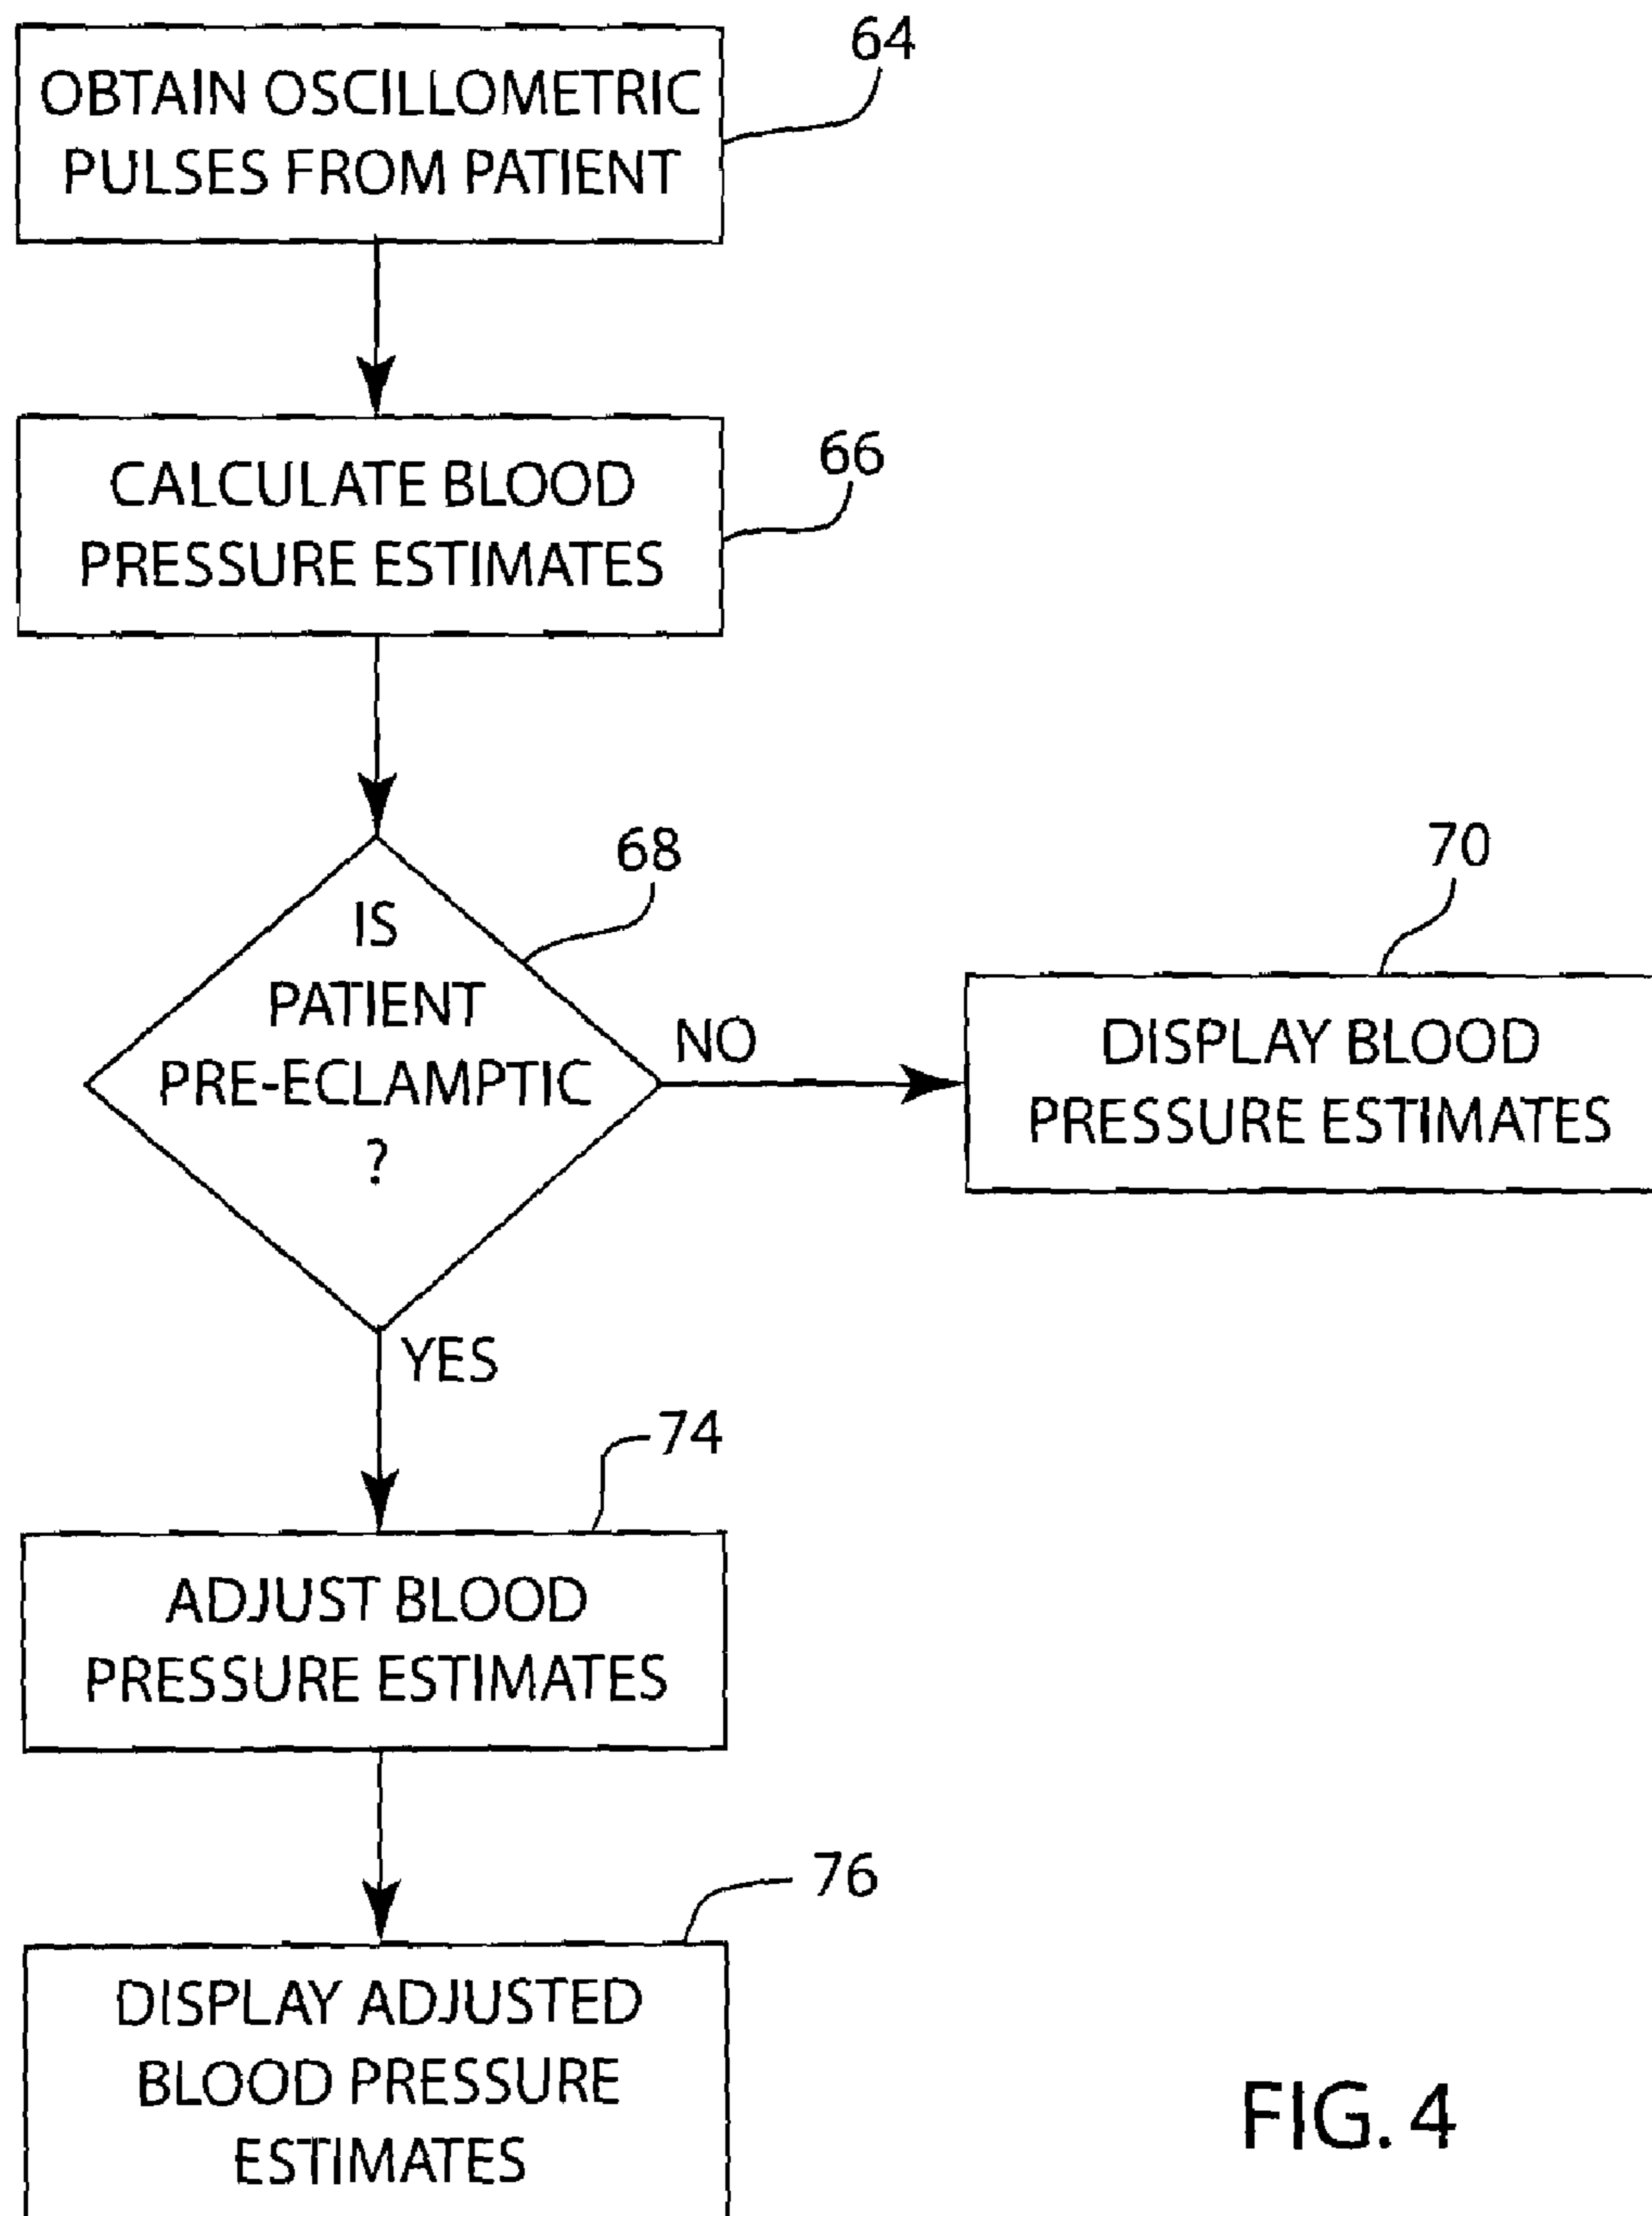 64
OBTAIN OSCILLOMETRIC
PULSES FROM PATIENT
66
CALCULATE BLOOD
PRESSURE ESTIMATES
68
IS
PATIENT
PRE-ECLAMPTIC
?
NO
70
DISPLAY BLOOD
PRESSURE ESTIMATES
YES
74
ADJUST BLOOD
PRESSURE ESTIMATES
76
DISPLAY ADJUSTED
BLOOD PRESSURE
ESTIMATES
FIG. 4